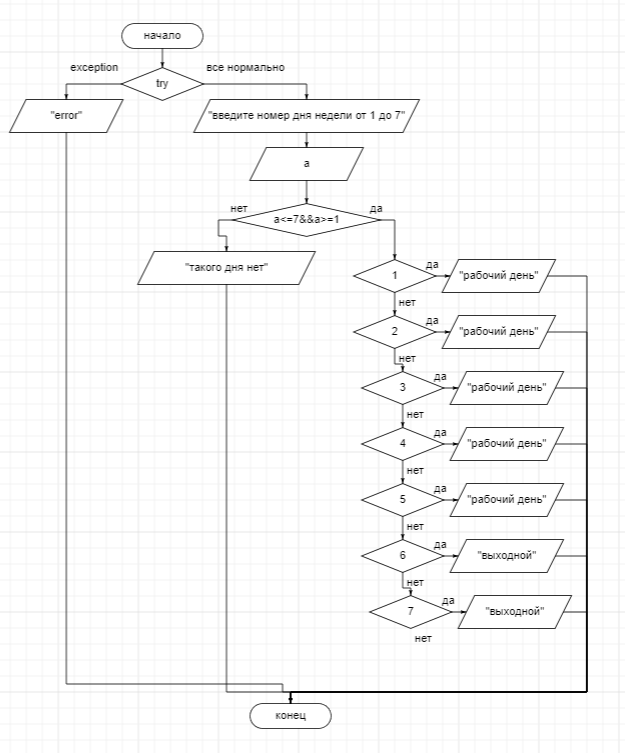 начало
exception
все нормально
try
"error"
"введите номер дня недели от 1 до 7"
a
нет
да
a<=7&&a>=1
"такого дня нет"
1
да
"рабочий день"
нет
2
да
"рабочий день"
нет
3
да
"рабочий день"
нет
4
да
"рабочий день"
нет
5
да
"рабочий день"
нет
6
да
"выходной"
нет
7
да
"выходной"
нет
конец